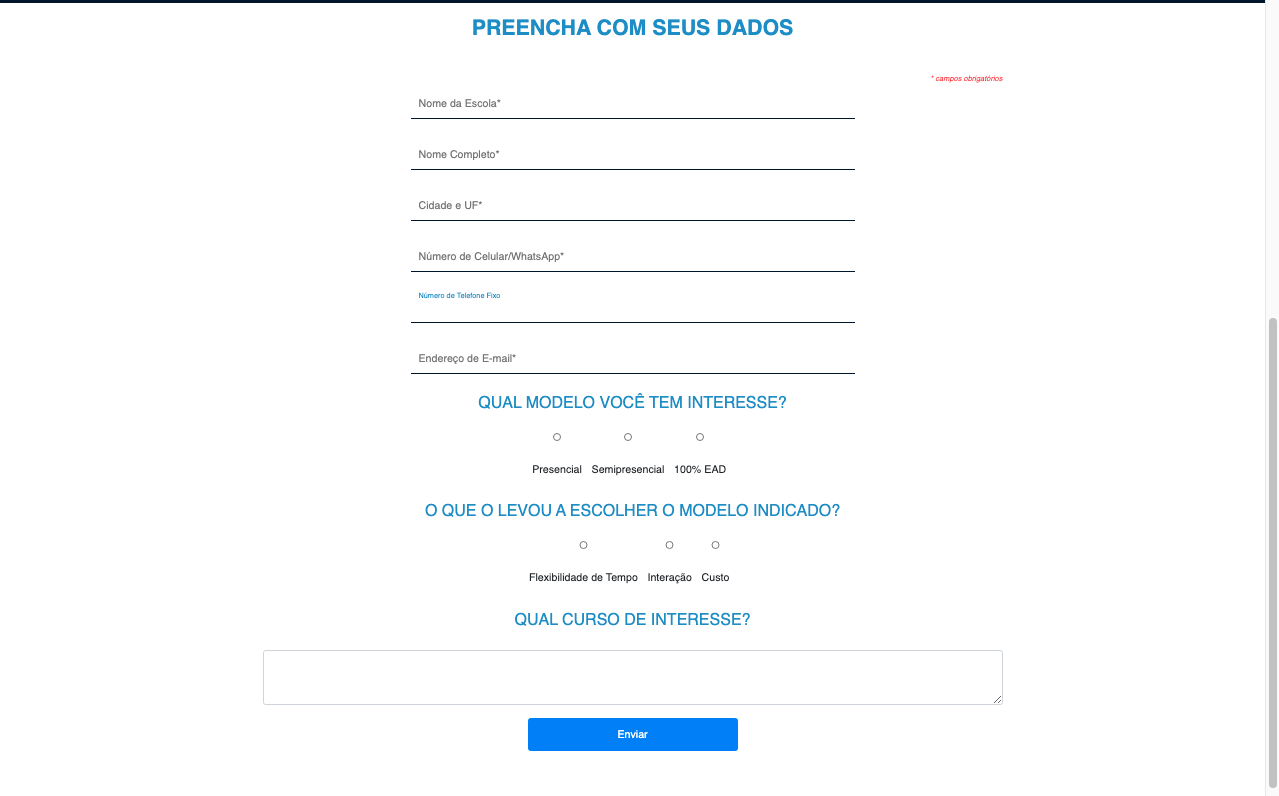 PREENCHA COM SEUS DADOS
* campos obrigatórios
Nome da Escola*
Nome Completo*
Cidade e UF*
Número de Celular/WhatsApp*
Número de Telefone Fixo
Endereço de E-mail*
QUAL MODELO VOCÊ TEM INTERESSE?
Presencial Semipresencial 100% EAD
O QUE O LEVOU A ESCOLHER O MODELO INDICADO?
Flexibilidade de Tempo Interação Custo
QUAL CURSO DE INTERESSE?
Enviar